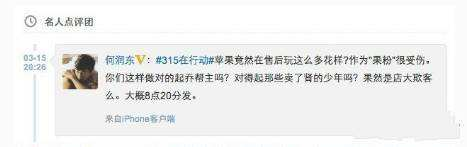 名人点评团
03-15
20:26
何润东V：#315在行动#苹果竟然在售后玩这么多花样?作为"果粉"很受伤。
你们这样做对的起乔帮主吗？对得起那些卖了肾的少年吗？果然是店大欺客
么。大概8点20分发。
来自iPhone客户端